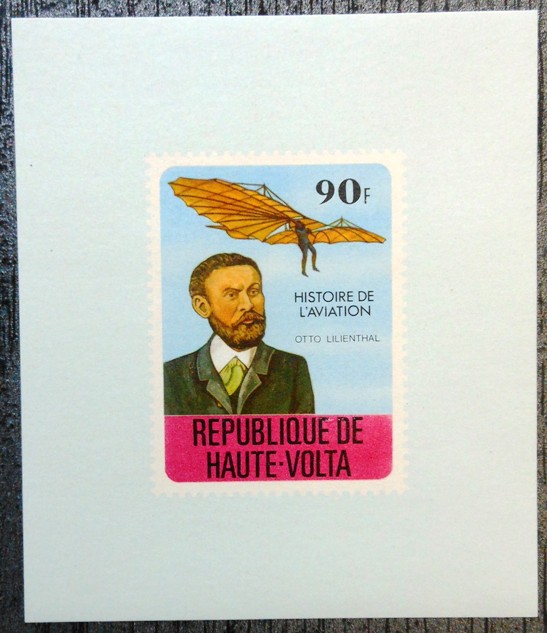 90F
HISTOIRE DE
L'AVIATION
OTTO LILIENTHAL
REPUBLIQUE DE
HAUTE-VOLTA